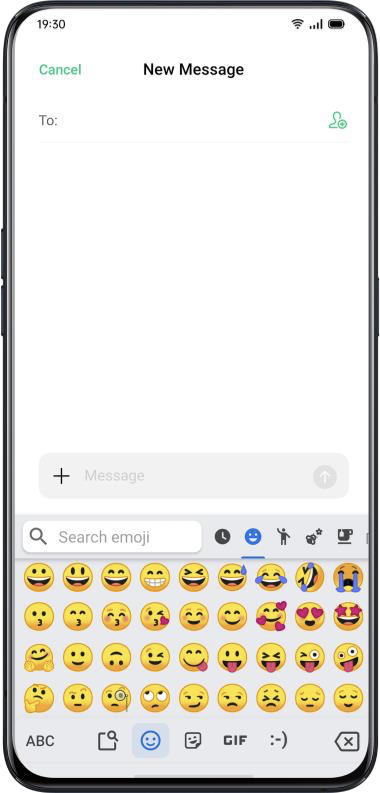 19:30
Cancel New Message
To:
Message
Search emoji
ABC GIF :-)